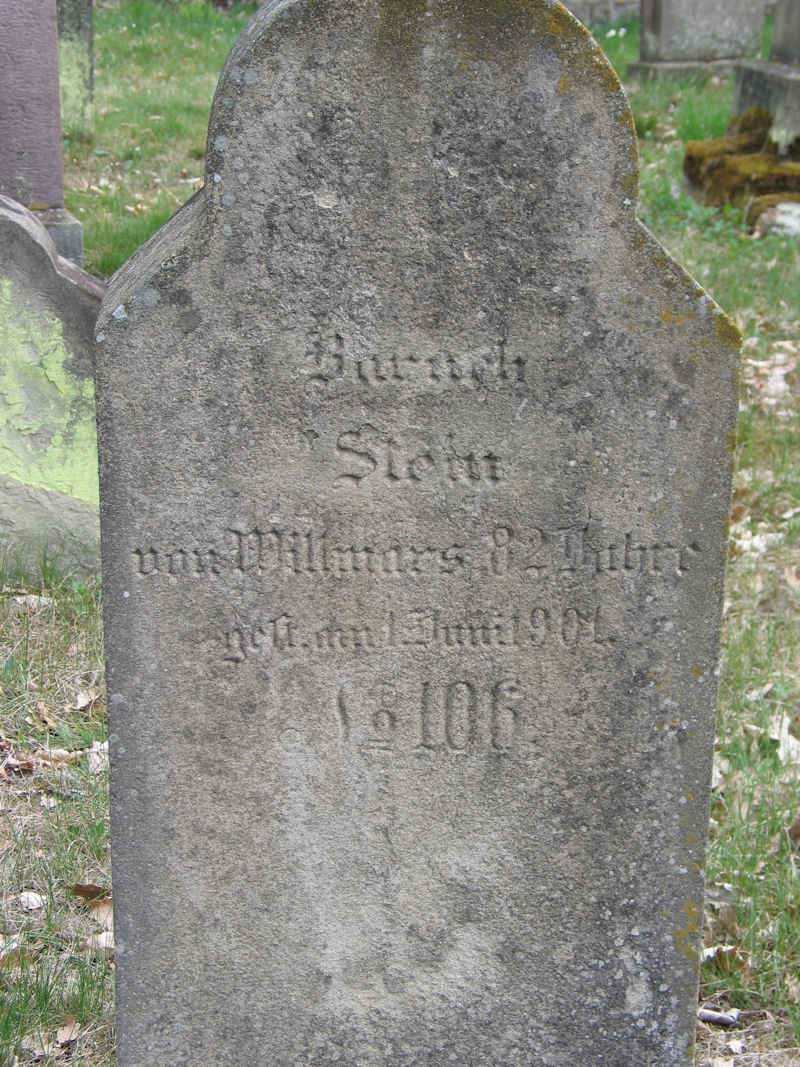 Baruch
Stein
von Willmars 82 Jahre
gest. am 1. Juni 1901.
№ 106